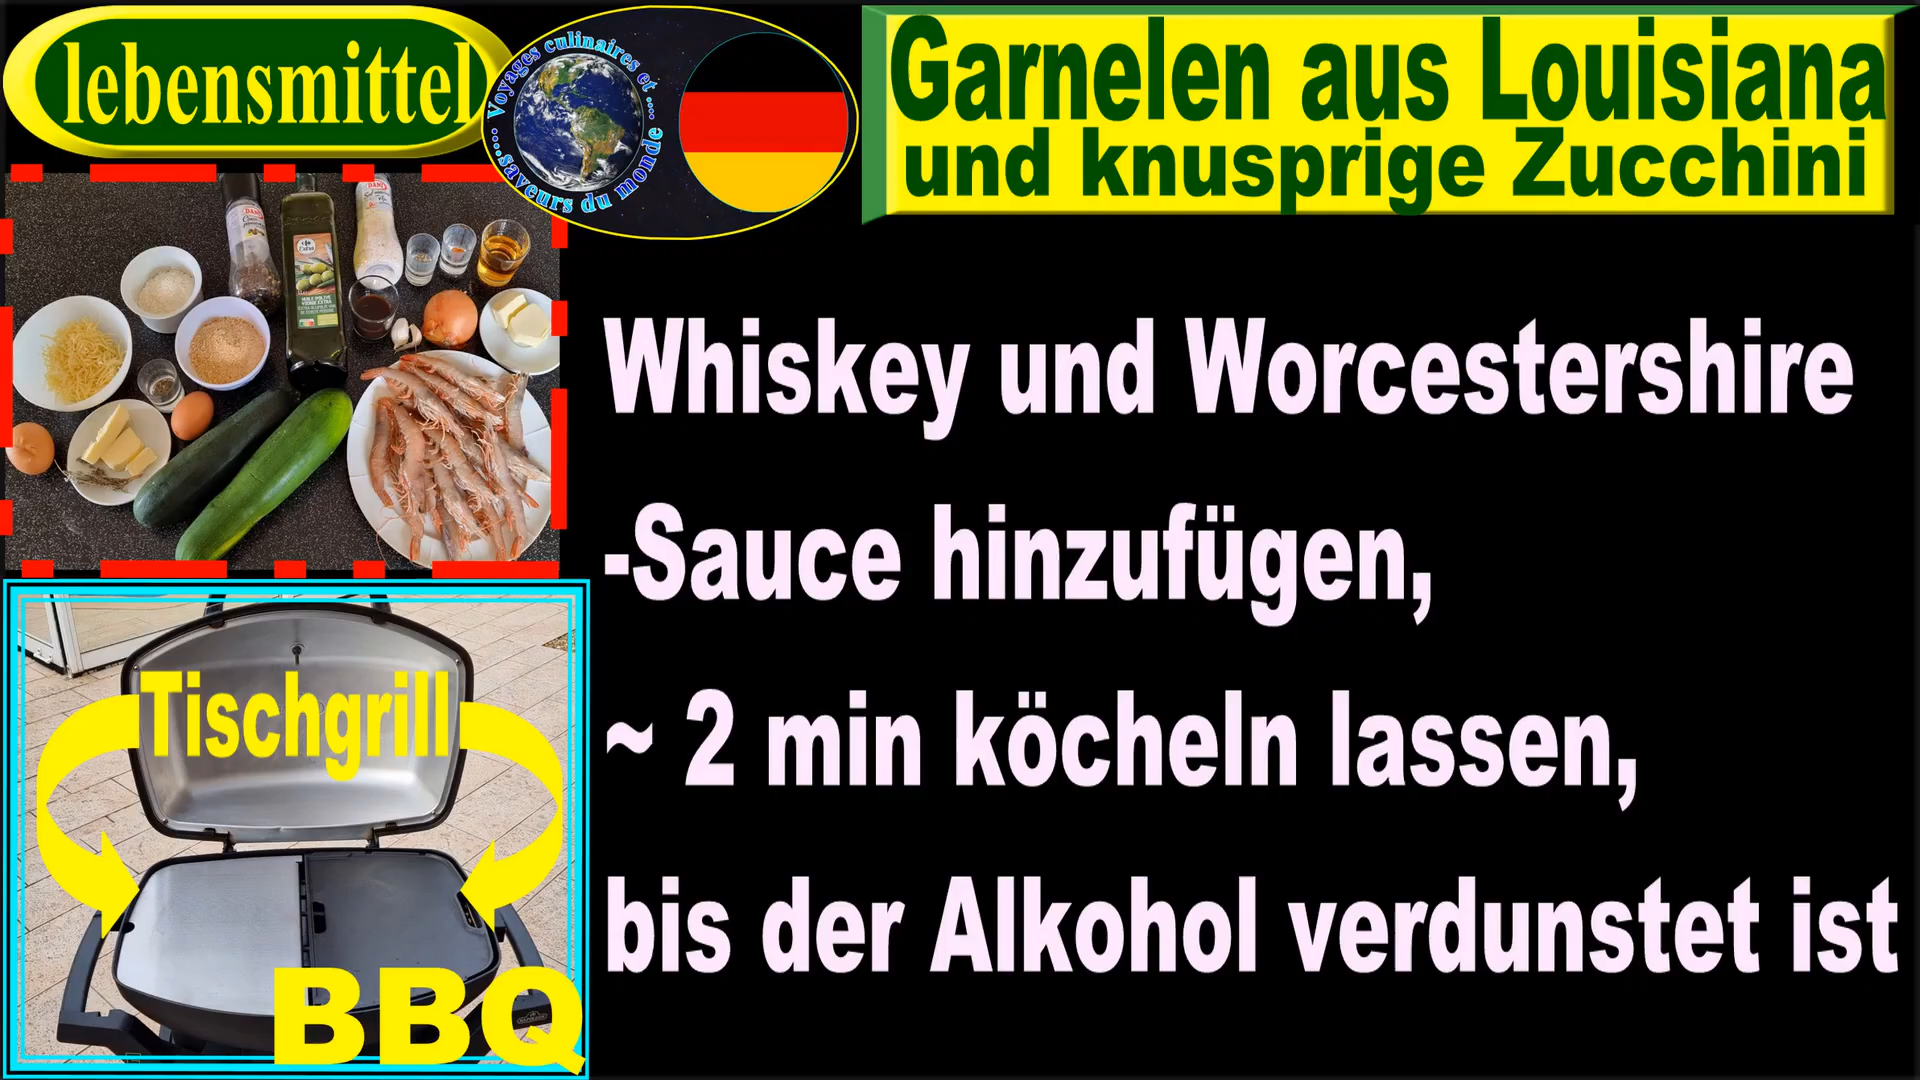 lebensmittel
Voyages culinaires et ....
....saveurs du monde
Garnelen aus Louisiana
und knusprige Zucchini
Whiskey und Worcestershire
-Sauce hinzufügen,
~ 2 min köcheln lassen,
bis der Alkohol verdunstet ist
Tischgrill
BBQ